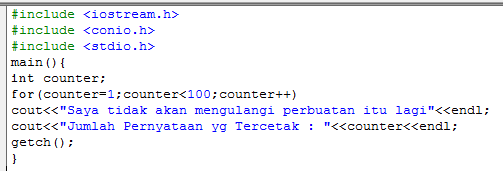 #include <iostream.h>
#include <conio.h>
#include <stdio.h>
main(){
int counter;
for(counter=1;counter<100;counter++)
cout<<"Saya tidak akan mengulangi perbuatan itu lagi"<<endl;
cout<<"Jumlah Pernyataan yg Tercetak : "<<counter<<endl;
getch();
}